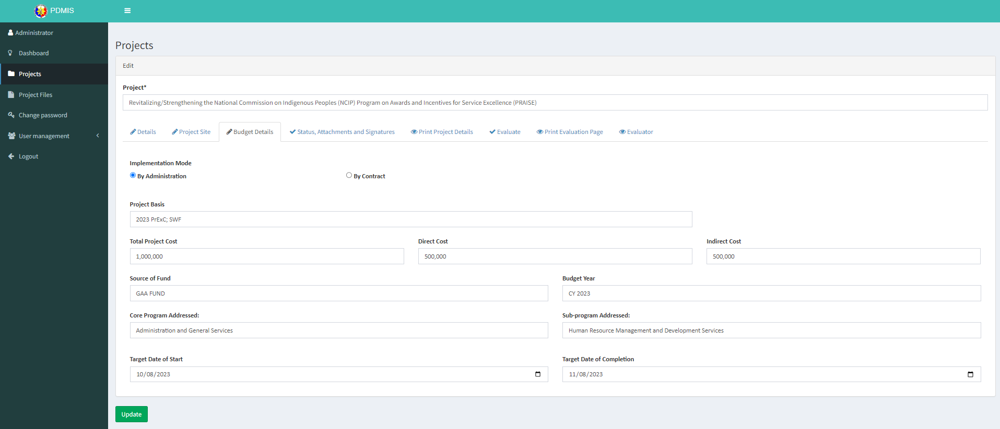 PDMIS
Administrator
Dashboard
Projects
Project Files
Change password
User management
Logout
Projects
Edit
Project*
Revitalizing/Strengthening the National Commission on Indigenous Peoples (NCIP) Program on Awards and Incentives for Service Excellence (PRAISE)
Details Project Site Budget Details Status, Attachments and Signatures Print Project Details Evaluate Print Evaluation Page Evaluator
Implementation Mode
By Administration By Contract
Project Basis
2023 PrExC; SWF
Total Project Cost Direct Cost Indirect Cost
1,000,000 500,000 500,000
Source of Fund Budget Year
GAA FUND CY 2023
Core Program Addressed: Sub-program Addressed:
Administration and General Services Human Resource Management and Development Services
Target Date of Start Target Date of Completion
10/08/2023 11/08/2023
Update